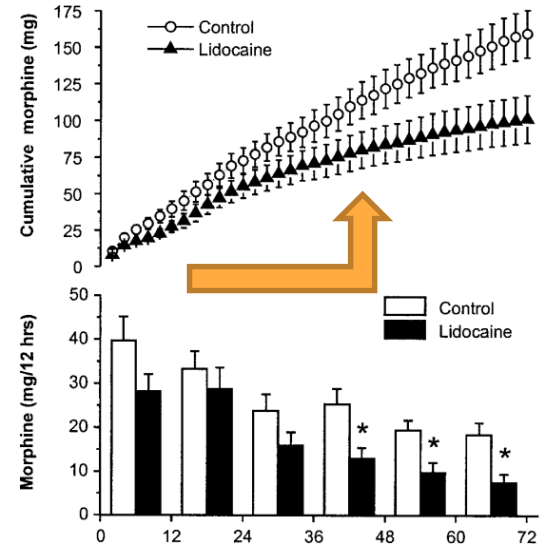 Cumulative morphine (mg)
175
150
125
100
75
50
25
0
Control
Lidocaine
Morphine (mg/12 hrs)
50
40
30
20
10
0
Control
Lidocaine
* * *
0 12 24 36 48 60 72